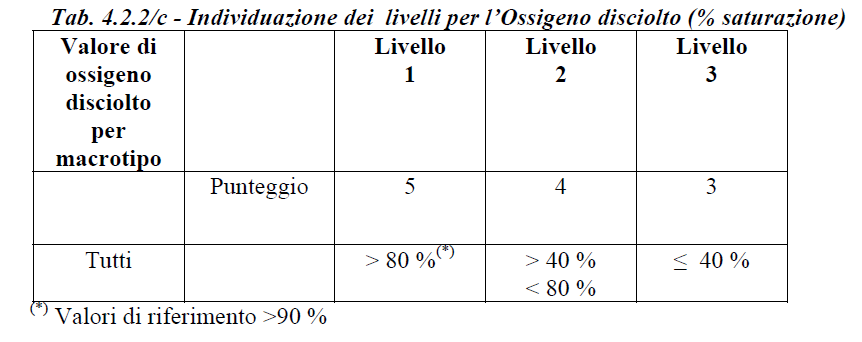 Tab. 4.2.2/c - Individuazione dei livelli per l'Ossigeno disciolto (% saturazione)
Valore di ossigeno disciolto per macrotipo Livello 1 Livello 2 Livello 3
Punteggio 5 4 3
Tutti > 80 %(*) > 40 % < 80 % ≤ 40 %
(*) Valori di riferimento >90 %